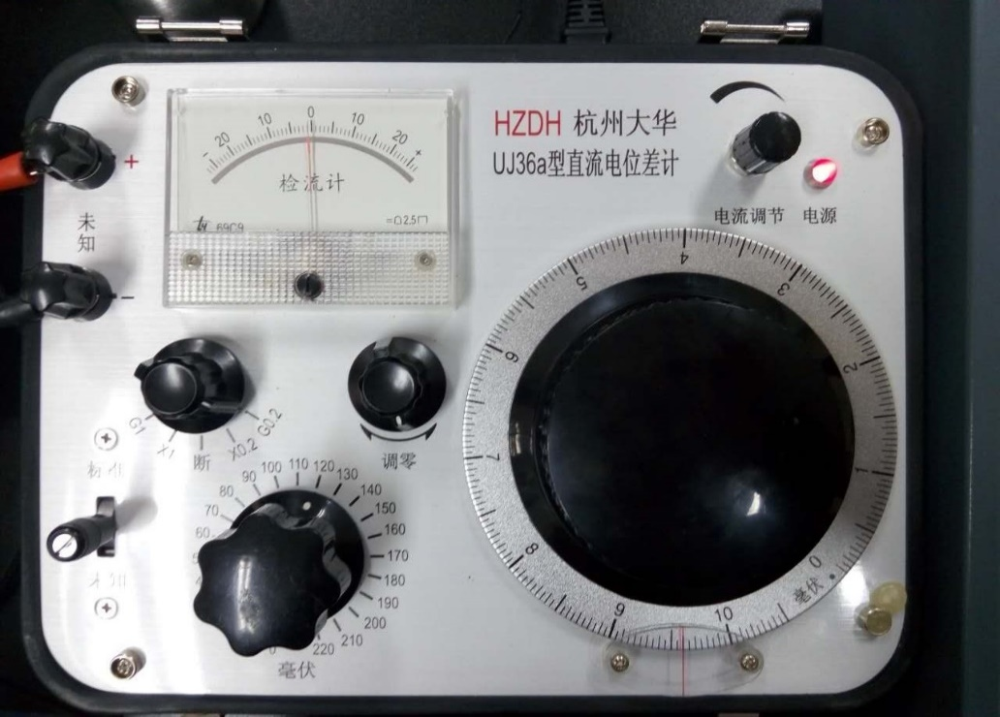 20 10 0 10 20
- +
检流计
69C9
2.5
HZDH 杭州大华
UJ36a型直流电位差计
电流调节 电源
+
未知
-
G1 X1 断 X0.2 G0.2
调零
标准
未知
60 70 80 90 100 110 120 130 140 150 160 170 180 190 200 210 220
毫伏
0 1 2 3 4 5 6 7 8 9 10
毫伏